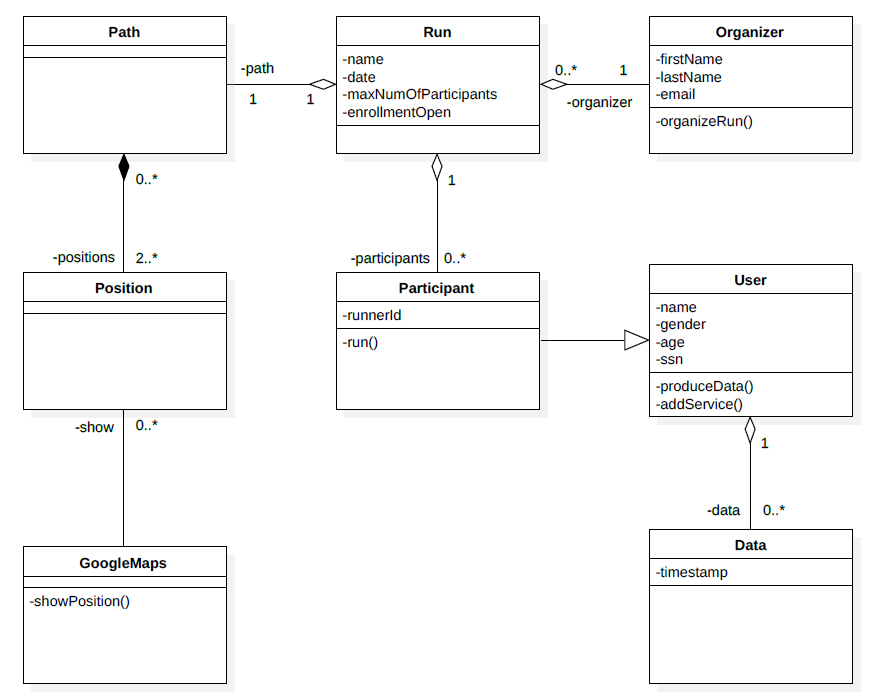 Path
Run
-name
-date
-maxNumOfParticipants
-enrollmentOpen
Organizer
-firstName
-lastName
-email
-organizeRun()
-path
1
1
0..*
1
-organizer
0..*
-positions
2..*
1
-participants
0..*
Position
Participant
-runnerId
-run()
User
-name
-gender
-age
-ssn
-produceData()
-addService()
-show
0..*
1
-data
0..*
GoogleMaps
-showPosition()
Data
-timestamp